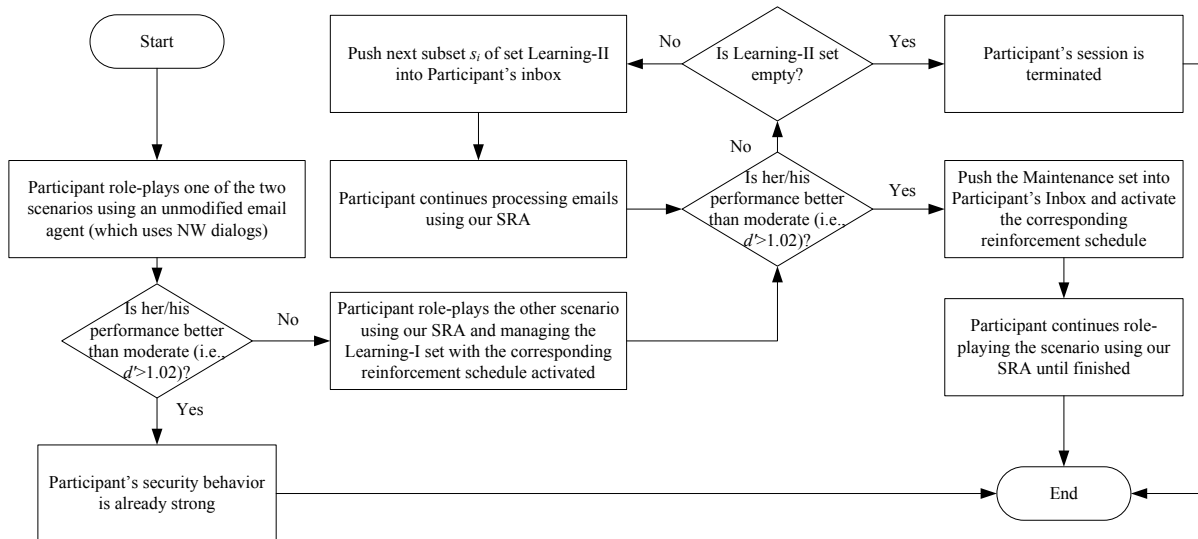 Start
Participant role-plays one of the two
scenarios using an unmodified email
agent (which uses NW dialogs)
Is her/his
performance better
than moderate (i.e.,
d'>1.02)?
No
Yes
Participant's security behavior
is already strong
Participant role-plays the other scenario
using our SRA and managing the
Learning-I set with the corresponding
reinforcement schedule activated
Push next subset si of set Learning-II
into Participant's inbox
Participant continues processing emails
using our SRA
Is her/his
performance better
than moderate (i.e.,
d'>1.02)?
No
Yes
Is Learning-II set
empty?
No
Yes
Participant's session is
terminated
Push the Maintenance set into
Participant's Inbox and activate
the corresponding
reinforcement schedule
Participant continues role-
playing the scenario using our
SRA until finished
End